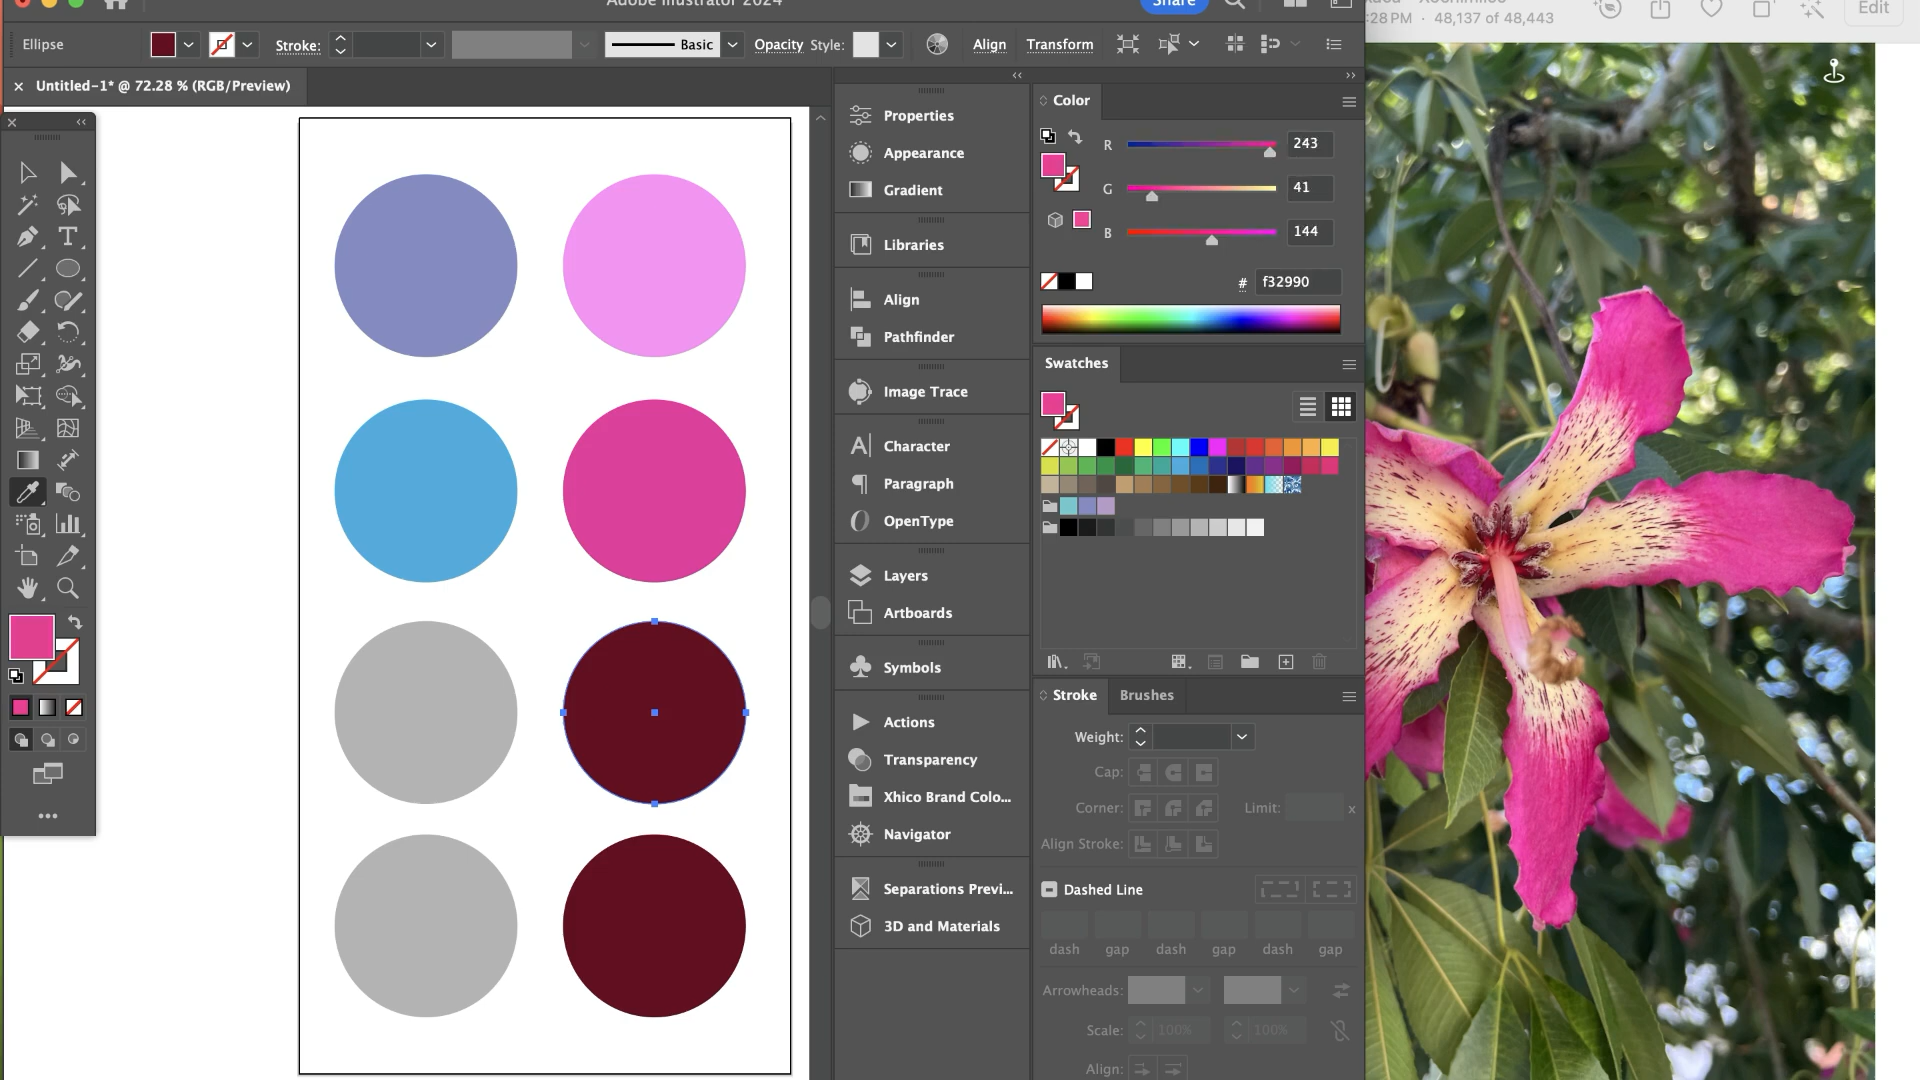 Adobe Illustrator 2024
Share
Xochimilco
:28 PM · 48,137 of 48,443
Edit
Ellipse
Stroke:
Basic
Opacity
Style:
Align
Transform
Untitled-1* @ 72.28 % (RGB/Preview)
Properties
Appearance
Gradient
Libraries
Align
Pathfinder
Image Trace
Character
Paragraph
OpenType
Layers
Artboards
Symbols
Actions
Transparency
Xhico Brand Colo...
Navigator
Separations Previ...
3D and Materials
Color
R 243
G 41
B 144
# f32990
Swatches
Stroke
Brushes
Weight:
Cap:
Corner:
Limit:
x
Align Stroke:
Dashed Line
dash gap dash gap dash gap
Arrowheads:
Scale: 100% 100%
Align: